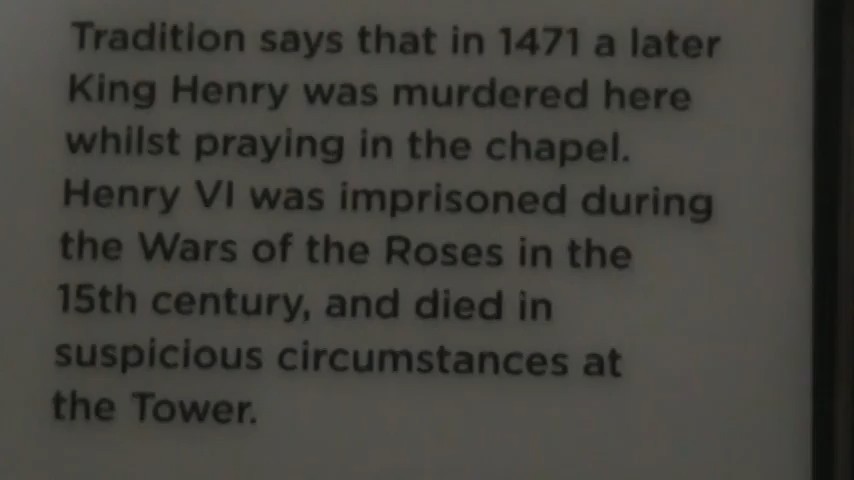 Tradition says that in 1471 a later
King Henry was murdered here
whilst praying in the chapel.
Henry VI was imprisoned during
the Wars of the Roses in the
15th century, and died in
suspicious circumstances at
the Tower.